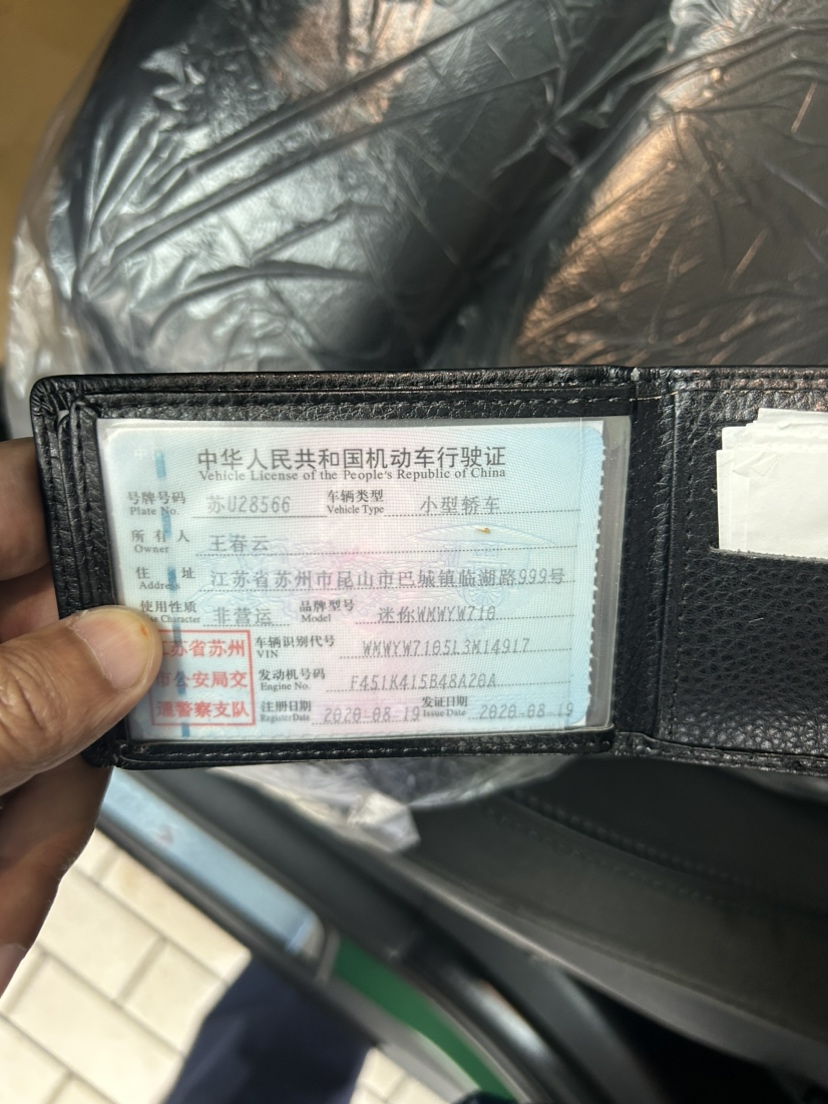 中华人民共和国机动车行驶证
Vehicle License of the People's Republic of China
号牌号码 苏U28566 车辆类型 小型轿车
Plate No. Vehicle Type
所有人 王春云
Owner
住址 江苏省苏州市昆山市巴城镇临湖路999号
Address
使用性质 非营运 品牌型号 迷你WMWYW710
Character Model
苏省苏州 车辆识别代号 WMWYW7105L3M14917
VIN
公安局交 发动机号码 F451K415B48A20A
Engine No.
通警察支队 注册日期 2020-08-19 发证日期 2020-08-19
Register Date Issue Date